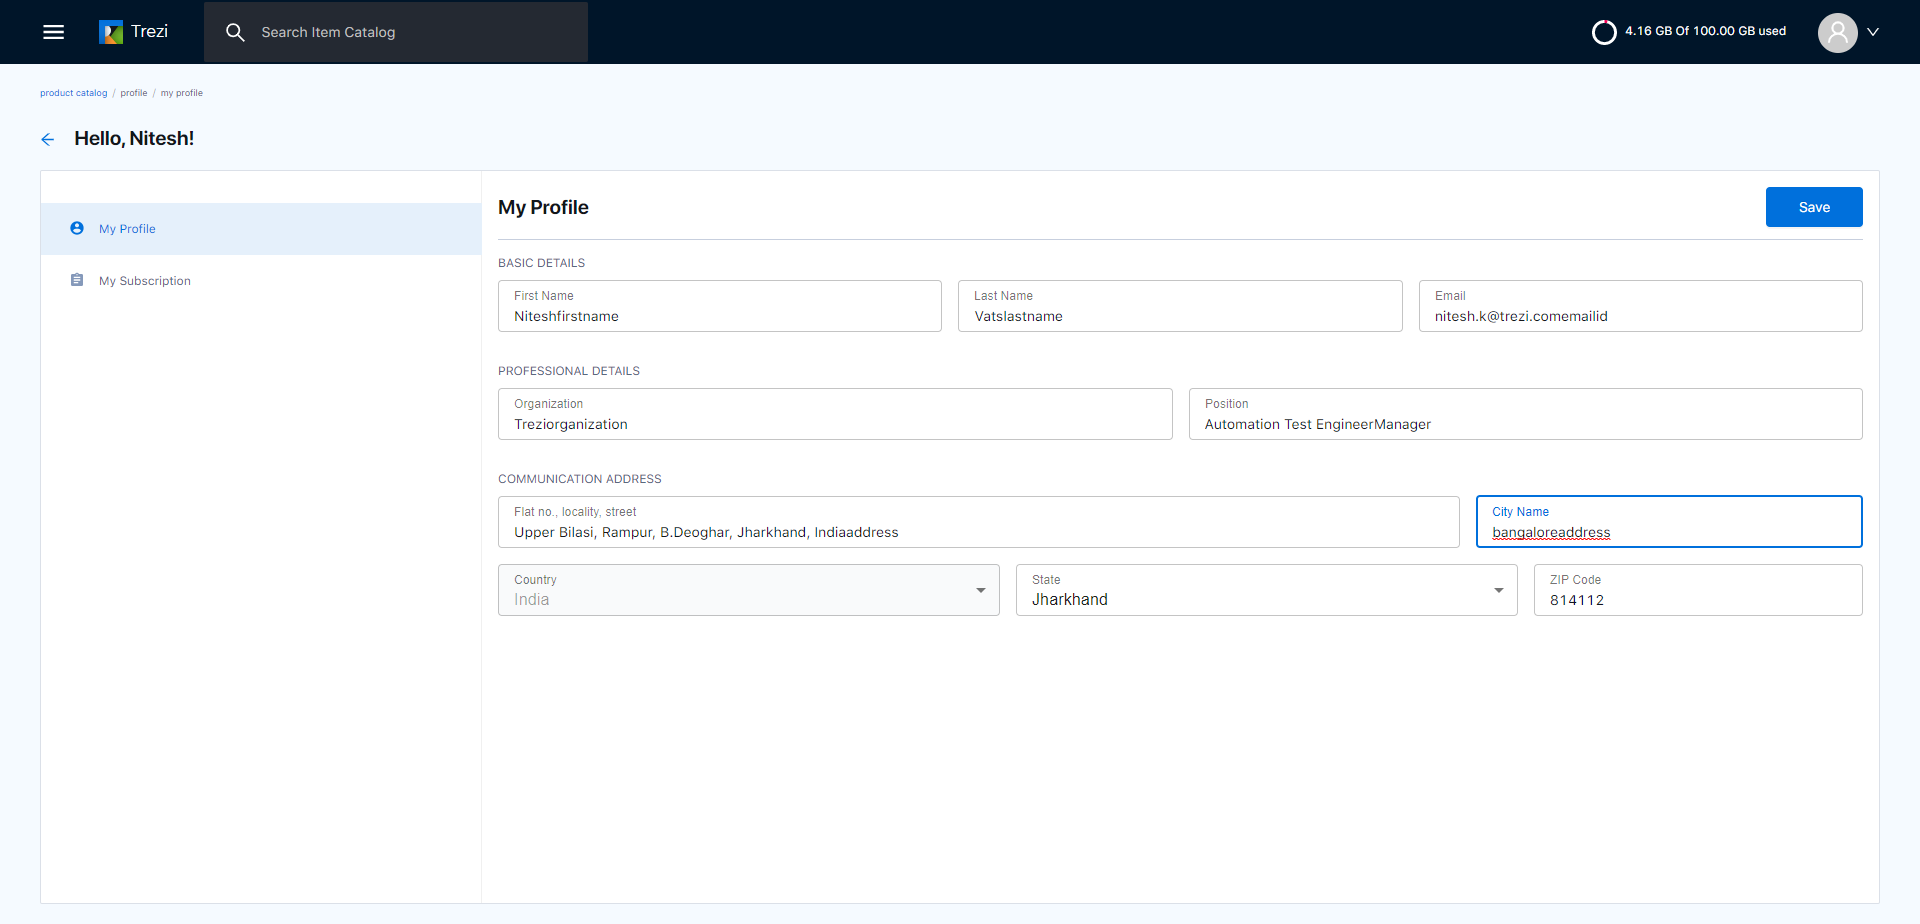 Trezi
Search Item Catalog
4.16 GB Of 100.00 GB used
product catalog / profile / my profile
Hello, Nitesh!
My Profile
My Subscription
My Profile
Save
BASIC DETAILS
First Name
Niteshfirstname
Last Name
Vatslastname
Email
nitesh.k@trezi.comemailid
PROFESSIONAL DETAILS
Organization
Treziorganization
Position
Automation Test EngineerManager
COMMUNICATION ADDRESS
Flat no., locality, street
Upper Bilasi, Rampur, B.Deoghar, Jharkhand, Indiaaddress
City Name
bangaloreaddress
Country
India
State
Jharkhand
ZIP Code
814112